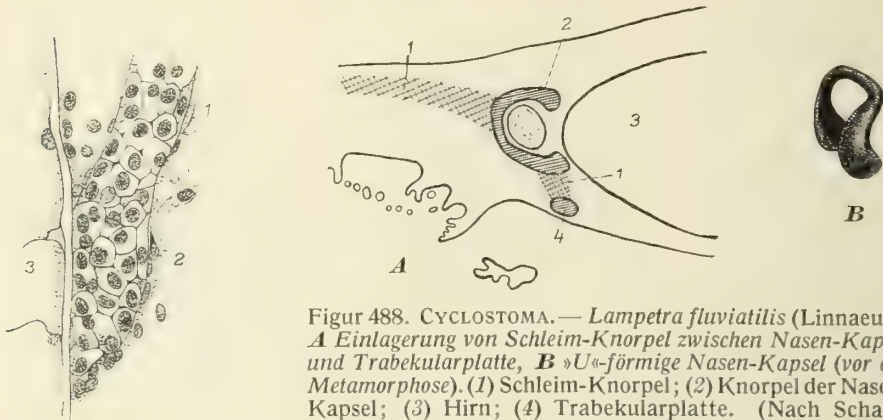 1
2
3
1
2
3
1
4
A
B
Figur 488. CYCLOSTOMA.— Lampetra fluviatilis (Linnaeu
A Einlagerung von Schleim-Knorpel zwischen Nasen-Kap
und Trabekularplatte, B »U«-förmige Nasen-Kapsel (vor
Metamorphose). (1) Schleim-Knorpel; (2) Knorpel der Nase
Kapsel; (3) Hirn; (4) Trabekularplatte. (Nach Scha